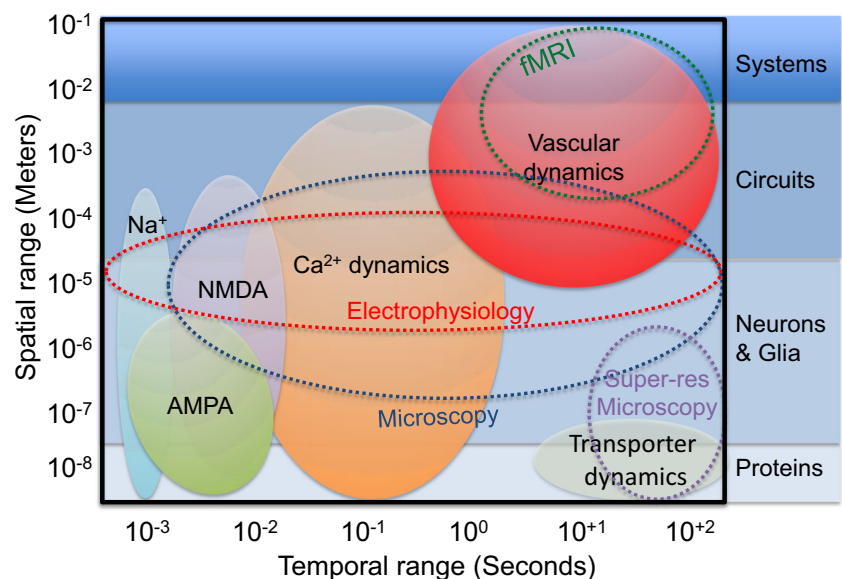 Spatial range (Meters)
10⁻¹
10⁻²
10⁻³
10⁻⁴
10⁻⁵
10⁻⁶
10⁻⁷
10⁻⁸
fMRI
Vascular
dynamics
Na⁺
Ca²⁺ dynamics
NMDA
Electrophysiology
AMPA
Microscopy
Super-res
Microscopy
Transporter
dynamics
Systems
Circuits
Neurons
& Glia
Proteins
10⁻³
10⁻²
10⁻¹
10⁰
10⁺¹
10⁺²
Temporal range (Seconds)